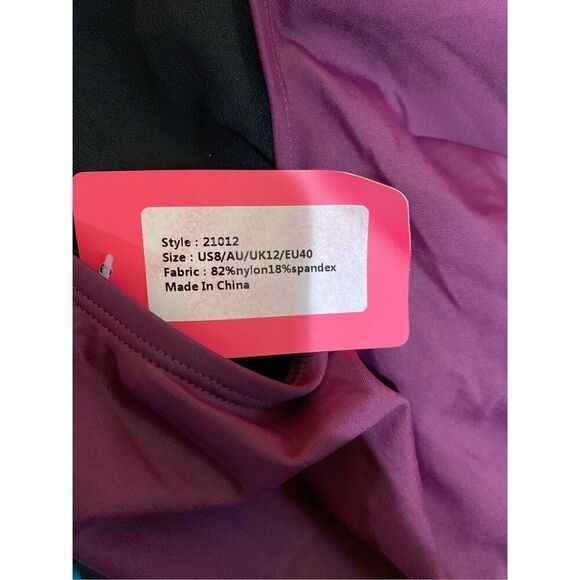 Style : 21012
Size : US8/AU/UK12/EU40
Fabric : 82%nylon18%spandex
Made In China